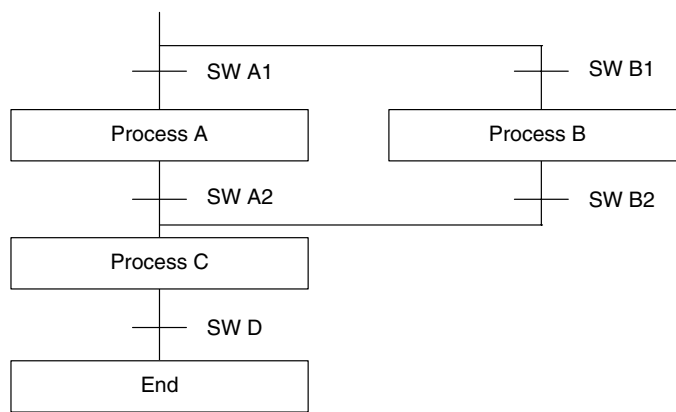 SW A1
SW B1
Process A
Process B
SW A2
SW B2
Process C
SW D
End